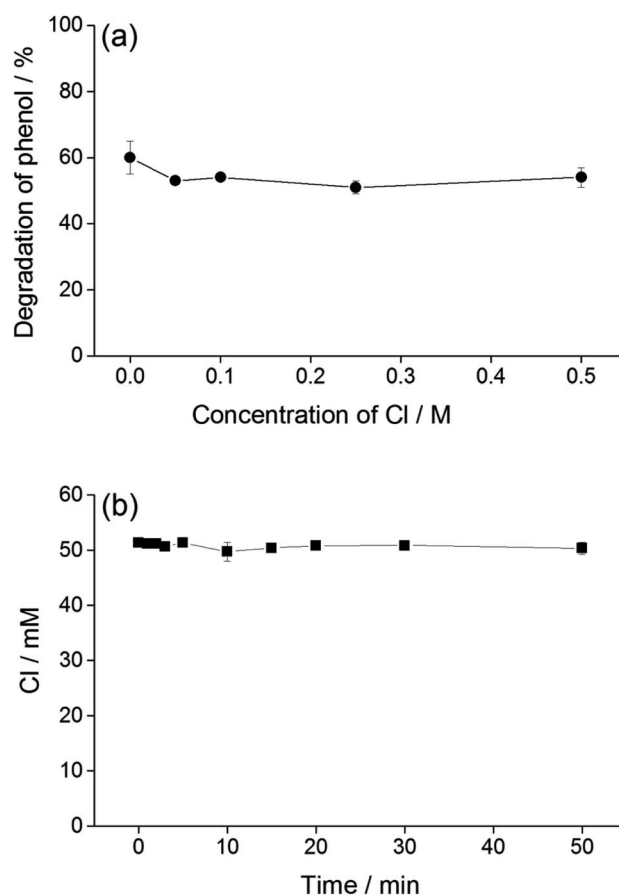 (a)
Degradation of phenol / %
100
80
60
40
20
0
0.0 0.1 0.2 0.3 0.4 0.5
Concentration of Cl / M
(b)
Cl / mM
60
50
40
30
20
10
0
0 10 20 30 40 50
Time / min